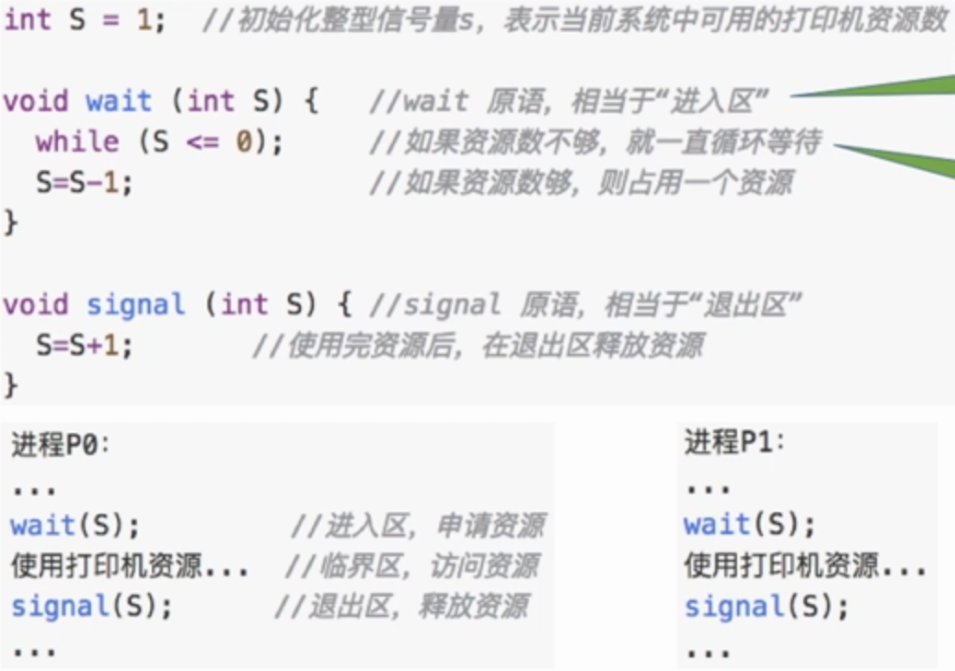 int S = 1;  //初始化整型信号量s，表示当前系统中可用的打印机资源数
void wait (int S) {   //wait 原语，相当于“进入区”
while (S <= 0);     //如果资源数不够，就一直循环等待
S=S-1;              //如果资源数够，则占用一个资源
}
void signal (int S) { //signal 原语，相当于“退出区”
S=S+1;       //使用完资源后，在退出区释放资源
}
进程P0：
...
wait(S);         //进入区，申请资源
使用打印机资源...  //临界区，访问资源
signal(S);      //退出区，释放资源
...
进程P1：
...
wait(S);
使用打印机资源...
signal(S);
...